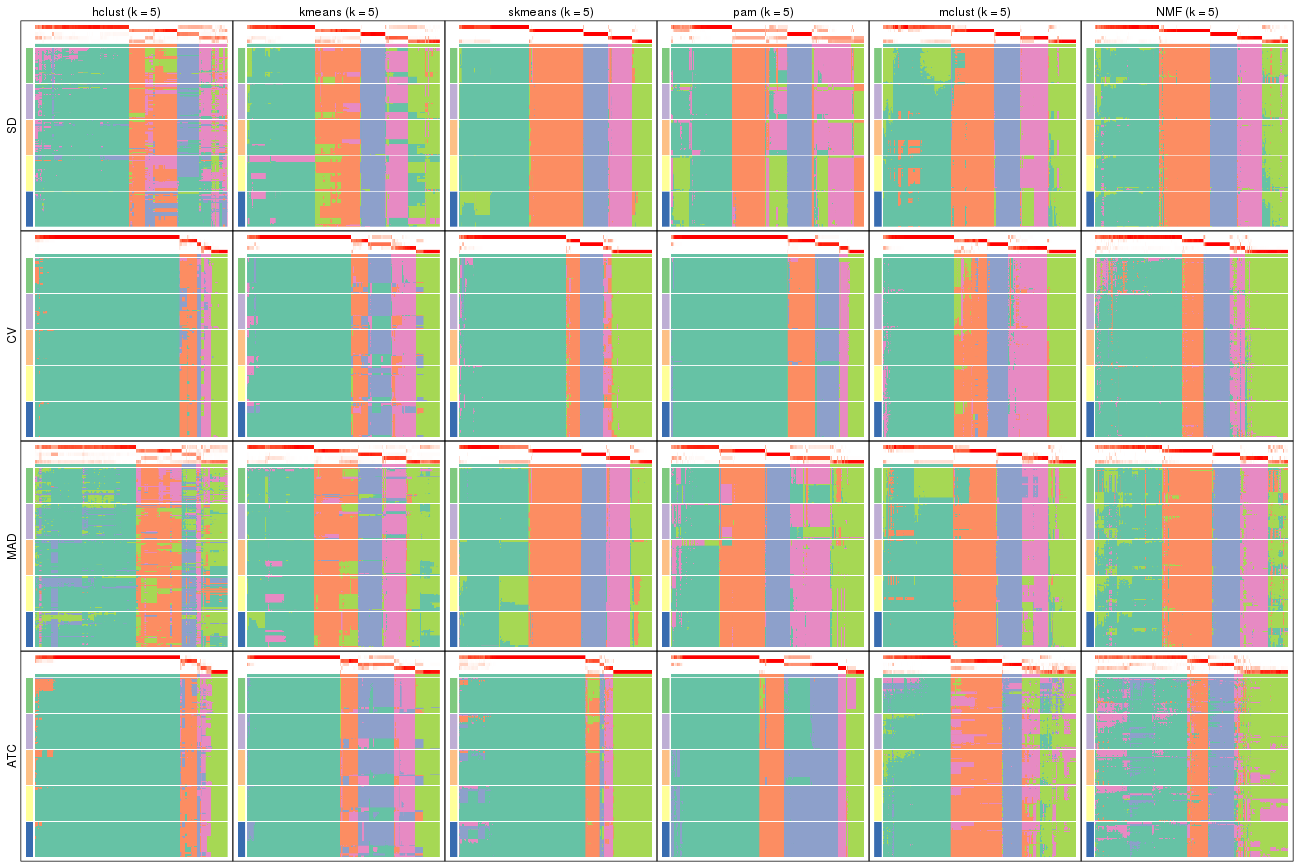 hclust (k = 5)
kmeans (k = 5)
skmeans (k = 5)
pam (k = 5)
mclust (k = 5)
NMF (k = 5)
SD
CV
MAD
ATC